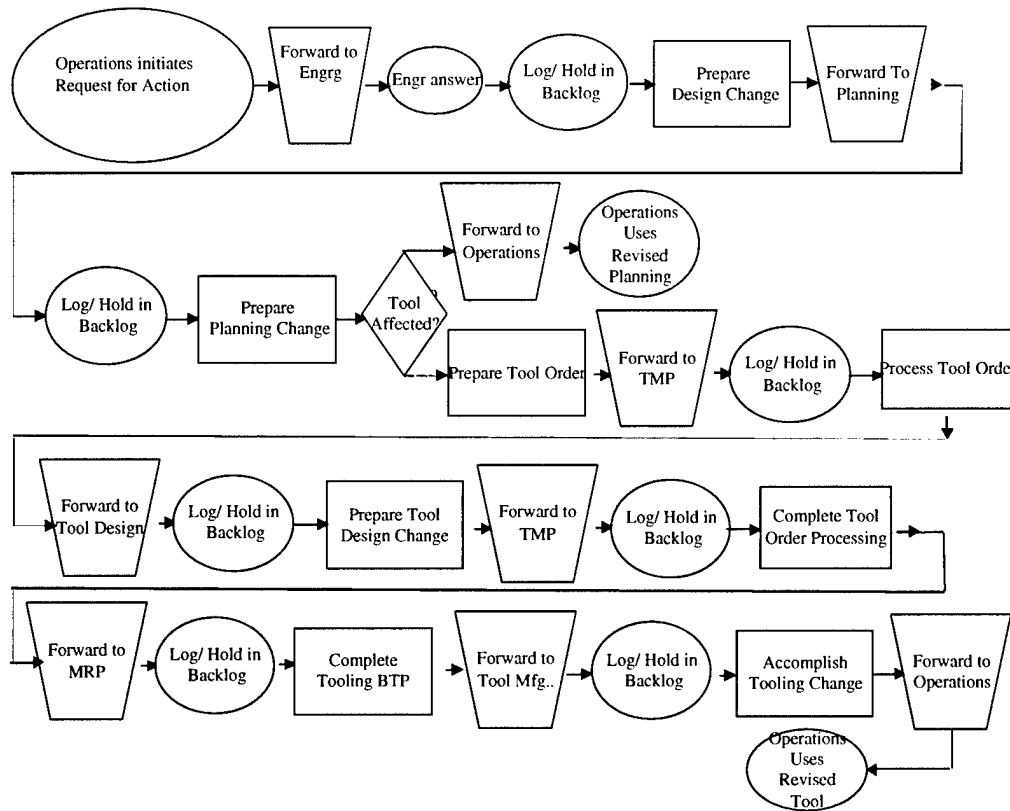 Operations initiates
Request for Action
Forward to
Engrg
Engr answer
Log/ Hold in
Backlog
Prepare
Design Change
Forward To
Planning
Log/ Hold in
Backlog
Prepare
Planning Change
Tool
Affected?
Forward to
Operations
Operations
Uses
Revised
Planning
Prepare Tool Order
Forward to
TMP
Log/ Hold in
Backlog
Process Tool Orde
Forward to
Tool Design
Log/ Hold in
Backlog
Prepare Tool
Design Change
Forward to
TMP
Log/ Hold in
Backlog
Complete Tool
Order Processing
Forward to
MRP
Log/ Hold in
Backlog
Complete
Tooling BTP
Forward to
Tool Mfg..
Log/ Hold in
Backlog
Accomplish
Tooling Change
Forward to
Operations
Operations
Uses
Revised
Tool